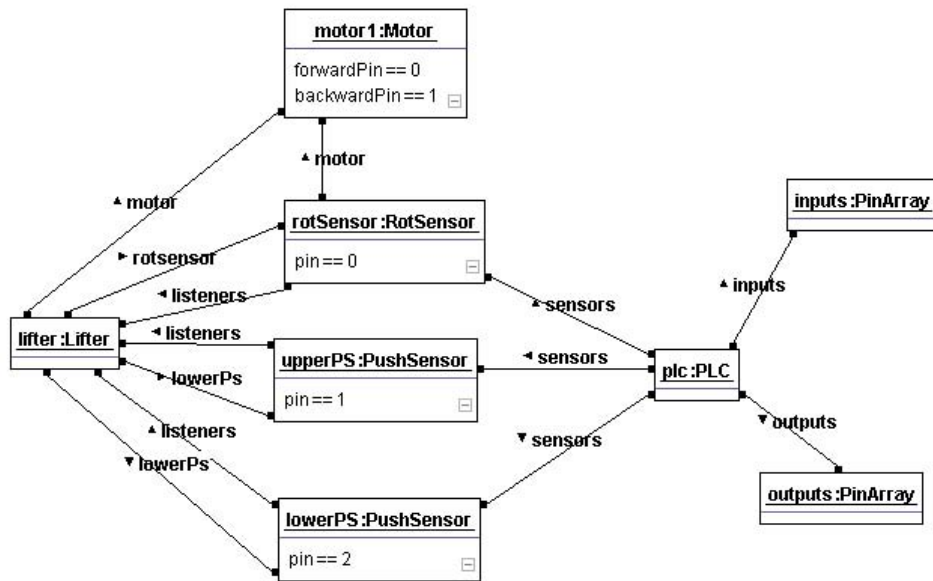 motor1:Motor
forwardPin == 0
backwardPin == 1
motor
motor
inputs:PinArray
rotSensor:RotSensor
rotsensor
pin == 0
inputs
listeners
sensors
lifter:Lifter
listeners
upperPS:PushSensor
sensors
plc:PLC
lowerPs
pin == 1
listeners
sensors
outputs
lowerPs
outputs:PinArray
lowerPS:PushSensor
pin == 2